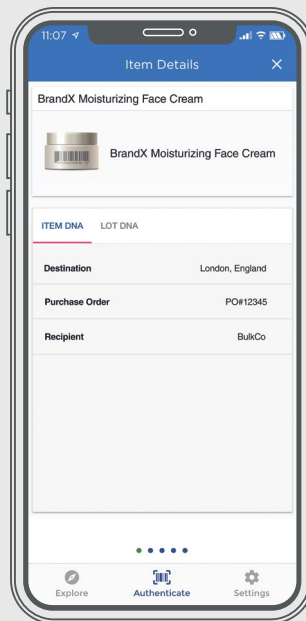 11:07
Item Details
BrandX Moisturizing Face Cream
BrandX Moisturizing Face Cream
ITEM DNA LOT DNA
Destination London, England
Purchase Order PO#12345
Recipient BulkCo
Explore Authenticate Settings